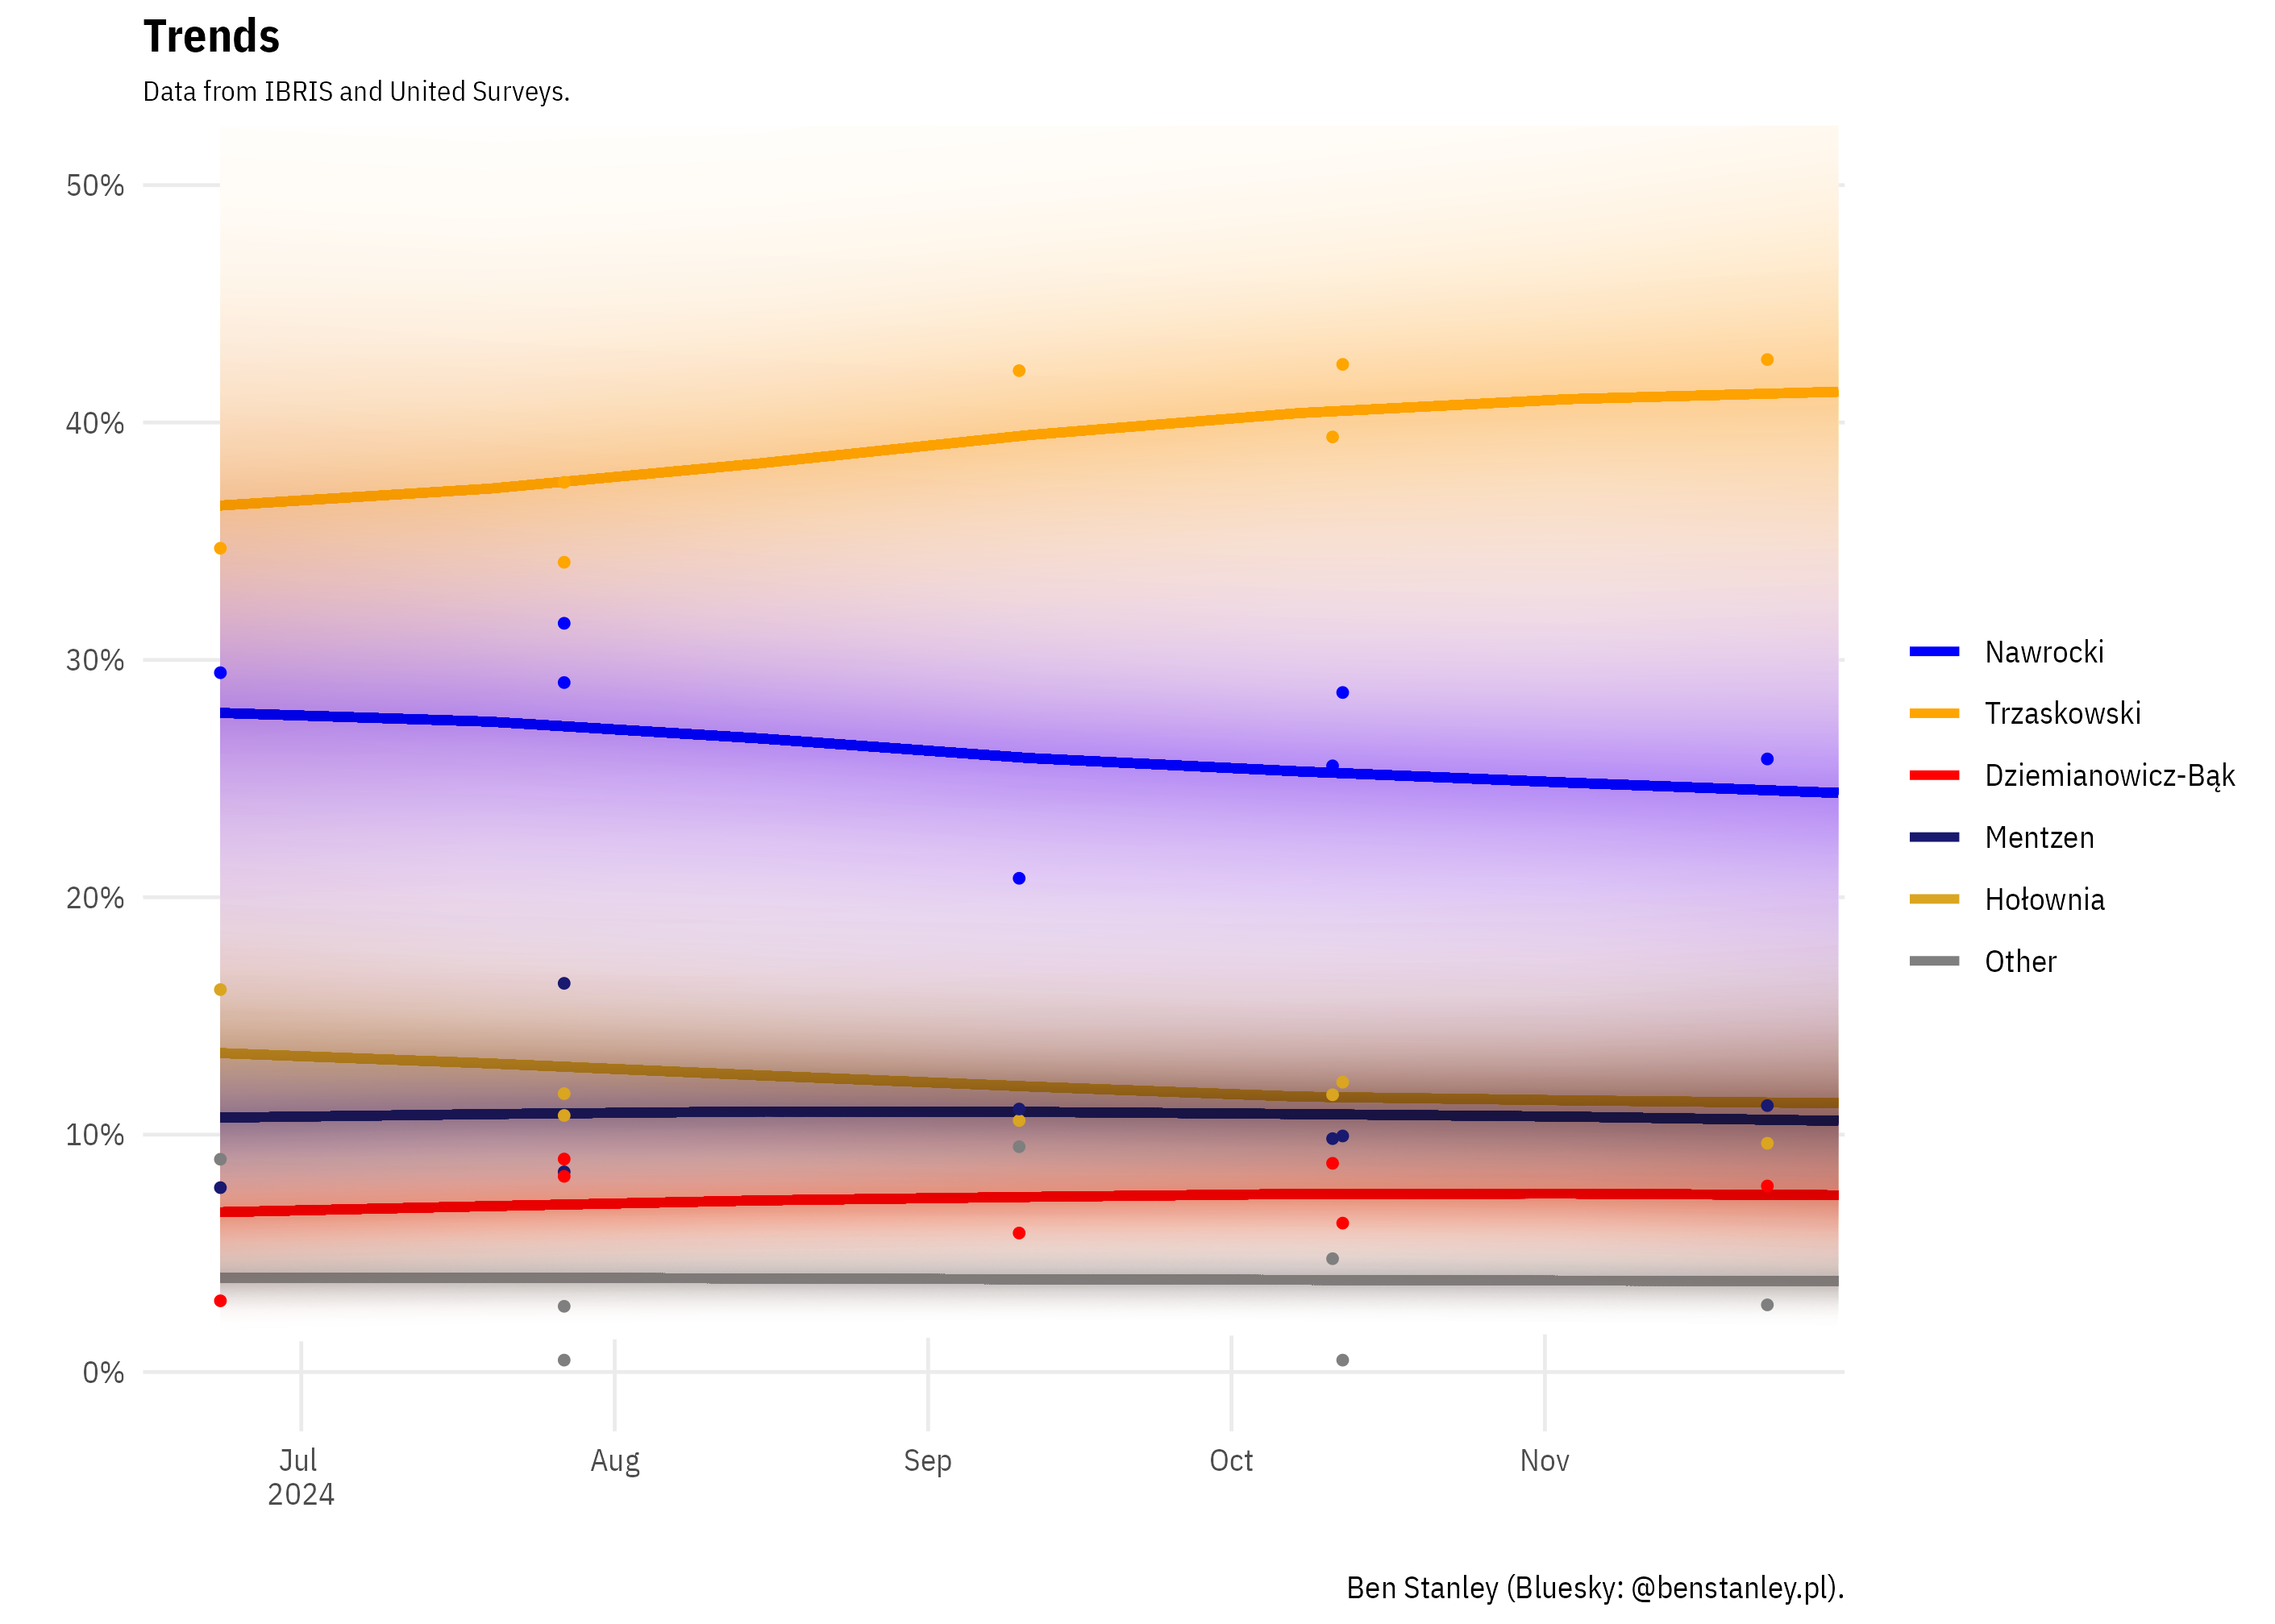 Trends
Data from IBRIS and United Surveys.
50%
40%
30%
20%
10%
0%
Jul
2024
Aug
Sep
Oct
Nov
Nawrocki
Trzaskowski
Dziemianowicz-Bąk
Mentzen
Hołownia
Other
Ben Stanley (Bluesky: @benstanley.pl).